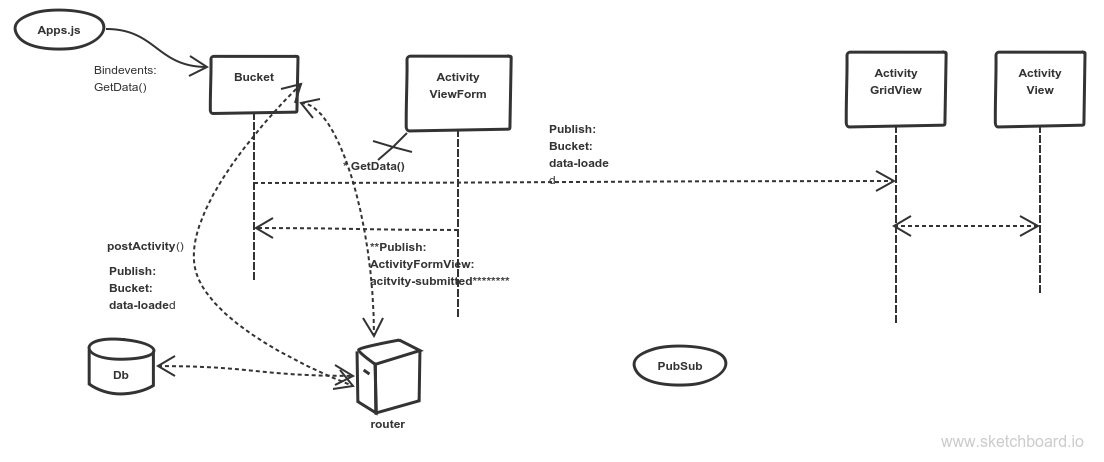 Apps.js
Bindevents:
GetData()
Bucket
Activity
ViewForm
Activity
GridView
Activity
View
Publish:
Bucket:
data-loade
d
* GetData()
postActivity()
Publish:
Bucket:
data-loaded
**Publish:
ActivityFormView:
acitvity-submitted********
Db
router
PubSub
www.sketchboard.io